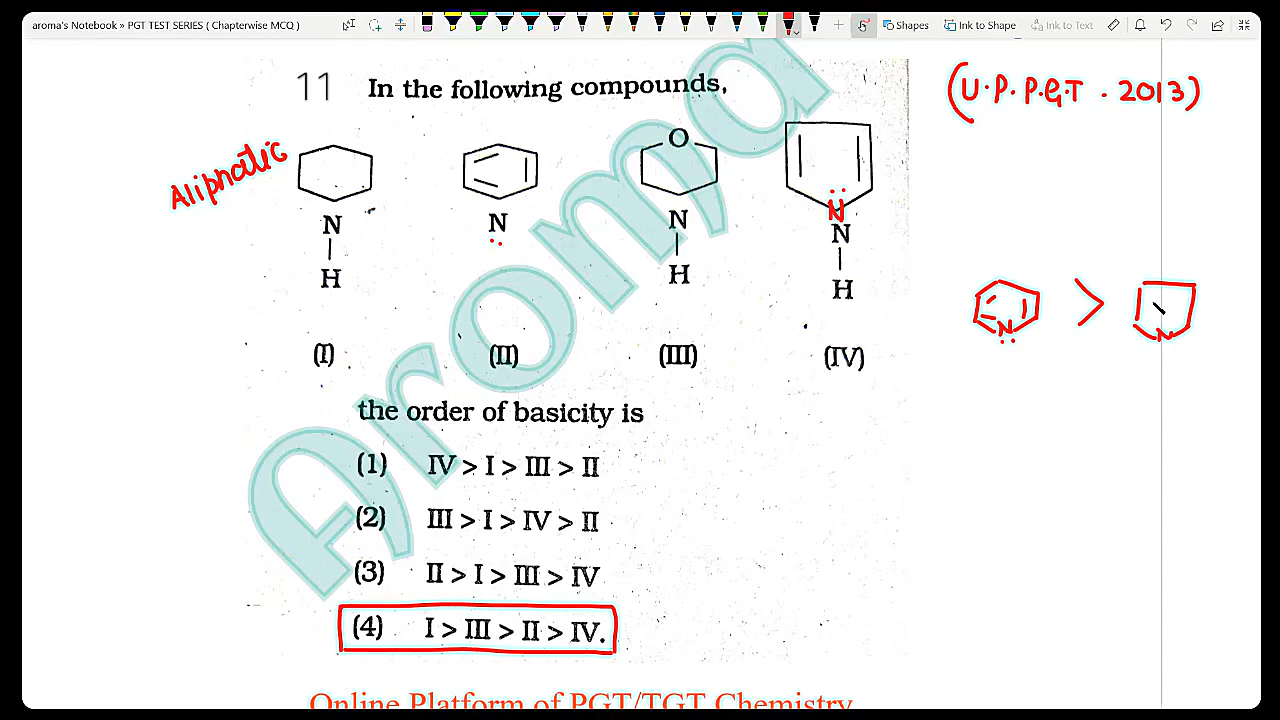 aroma's Notebook » PGT TEST SERIES ( Chapterwise MCQ )
Shapes
Ink to Shape
Ink to Text
11 In the following compounds,
(U.P. P.G.T. 2013)
Aliphatic
O
N
N
N
N
N
H
H
H
N
N
(I) (II) (III) (IV)
the order of basicity is
(1) IV > I > III > II
(2) III > I > IV > II
(3) II > I > III > IV
(4) I > III > II > IV.
Aroma
Online Platform of PGT/TGT Chemistry